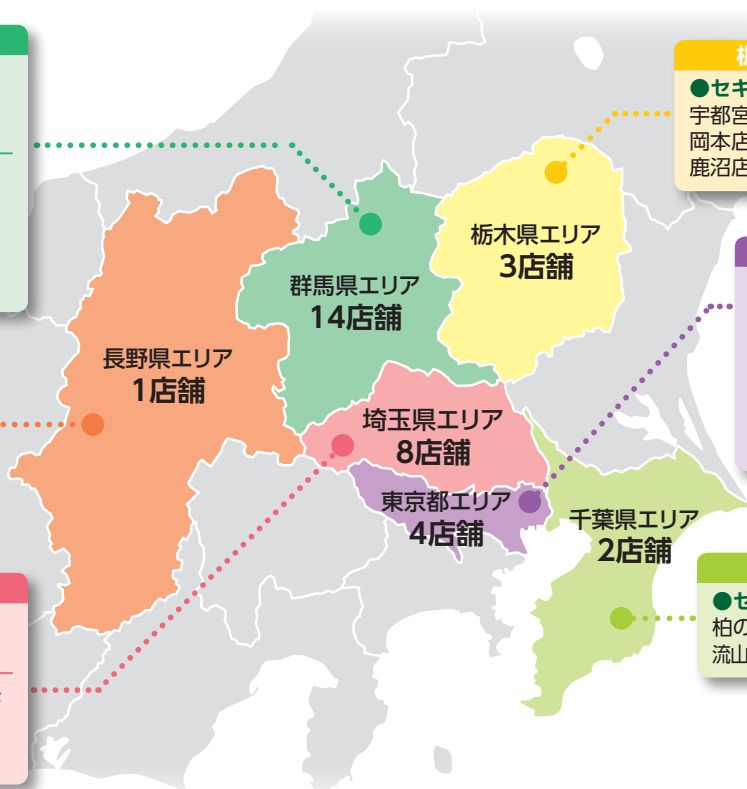 ●セキ
宇都宮
岡本店
鹿沼店
栃木県エリア
3店舗
群馬県エリア
14店舗
長野県エリア
1店舗
埼玉県エリア
8店舗
東京都エリア
4店舗
千葉県エリア
2店舗
●セ
柏の
流山